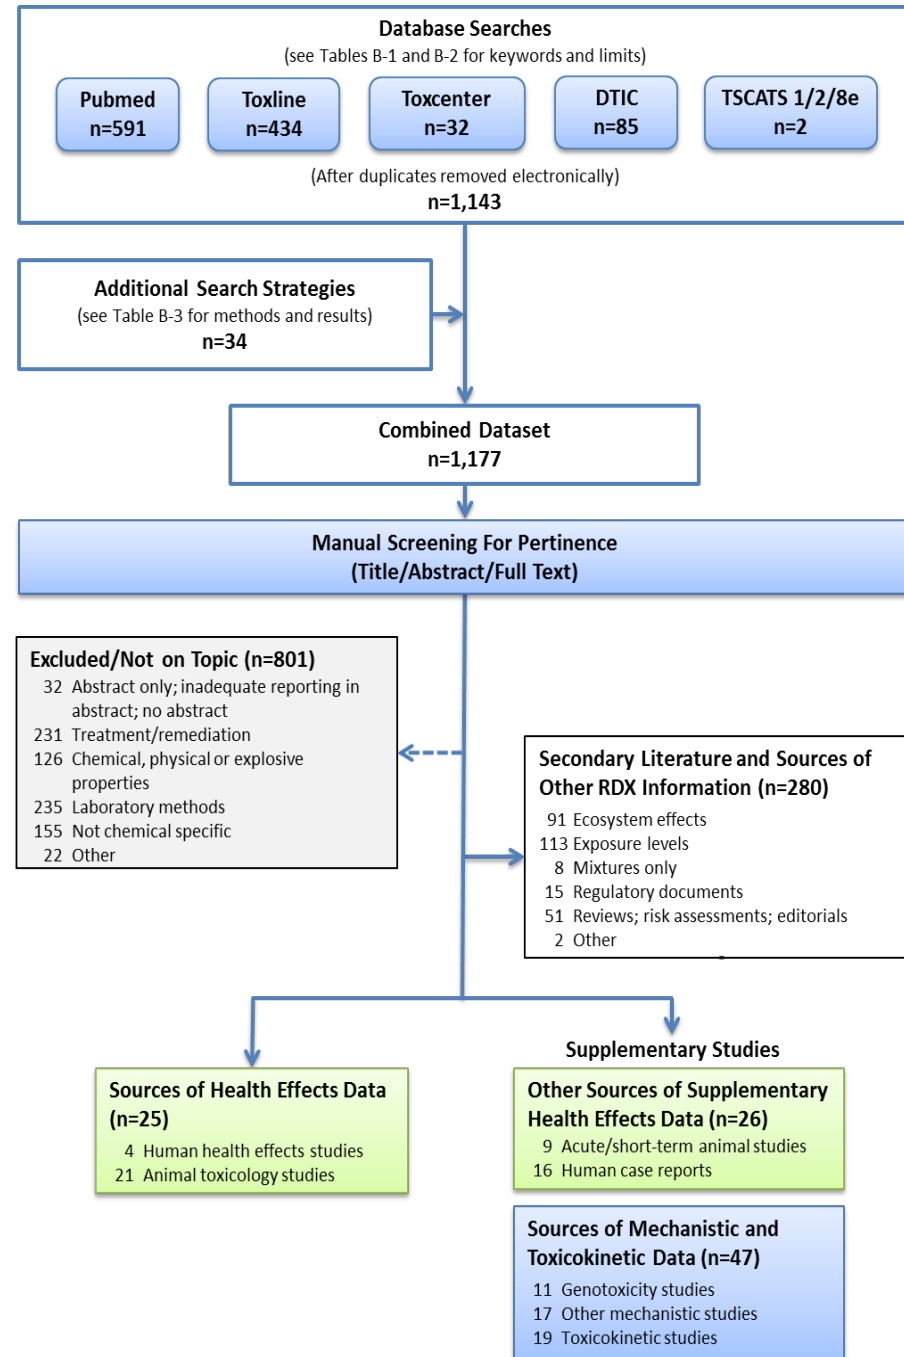 Database Searches
(see Tables B-1 and B-2 for keywords and limits)
Pubmed
n=591
Toxline
n=434
Toxcenter
n=32
DTIC
n=85
TSCATS 1/2/8e
n=2
(After duplicates removed electronically)
n=1,143
Additional Search Strategies
(see Table B-3 for methods and results)
n=34
Combined Dataset
n=1,177
Manual Screening For Pertinence
(Title/Abstract/Full Text)
Excluded/Not on Topic (n=801)
32 Abstract only; inadequate reporting in
abstract; no abstract
231 Treatment/remediation
126 Chemical, physical or explosive
properties
235 Laboratory methods
155 Not chemical specific
22 Other
Secondary Literature and Sources of
Other RDX Information (n=280)
91 Ecosystem effects
113 Exposure levels
8 Mixtures only
15 Regulatory documents
51 Reviews; risk assessments; editorials
2 Other
Sources of Health Effects Data
(n=25)
4 Human health effects studies
21 Animal toxicology studies
Supplementary Studies
Other Sources of Supplementary
Health Effects Data (n=26)
9 Acute/short-term animal studies
16 Human case reports
Sources of Mechanistic and
Toxicokinetic Data (n=47)
11 Genotoxicity studies
17 Other mechanistic studies
19 Toxicokinetic studies